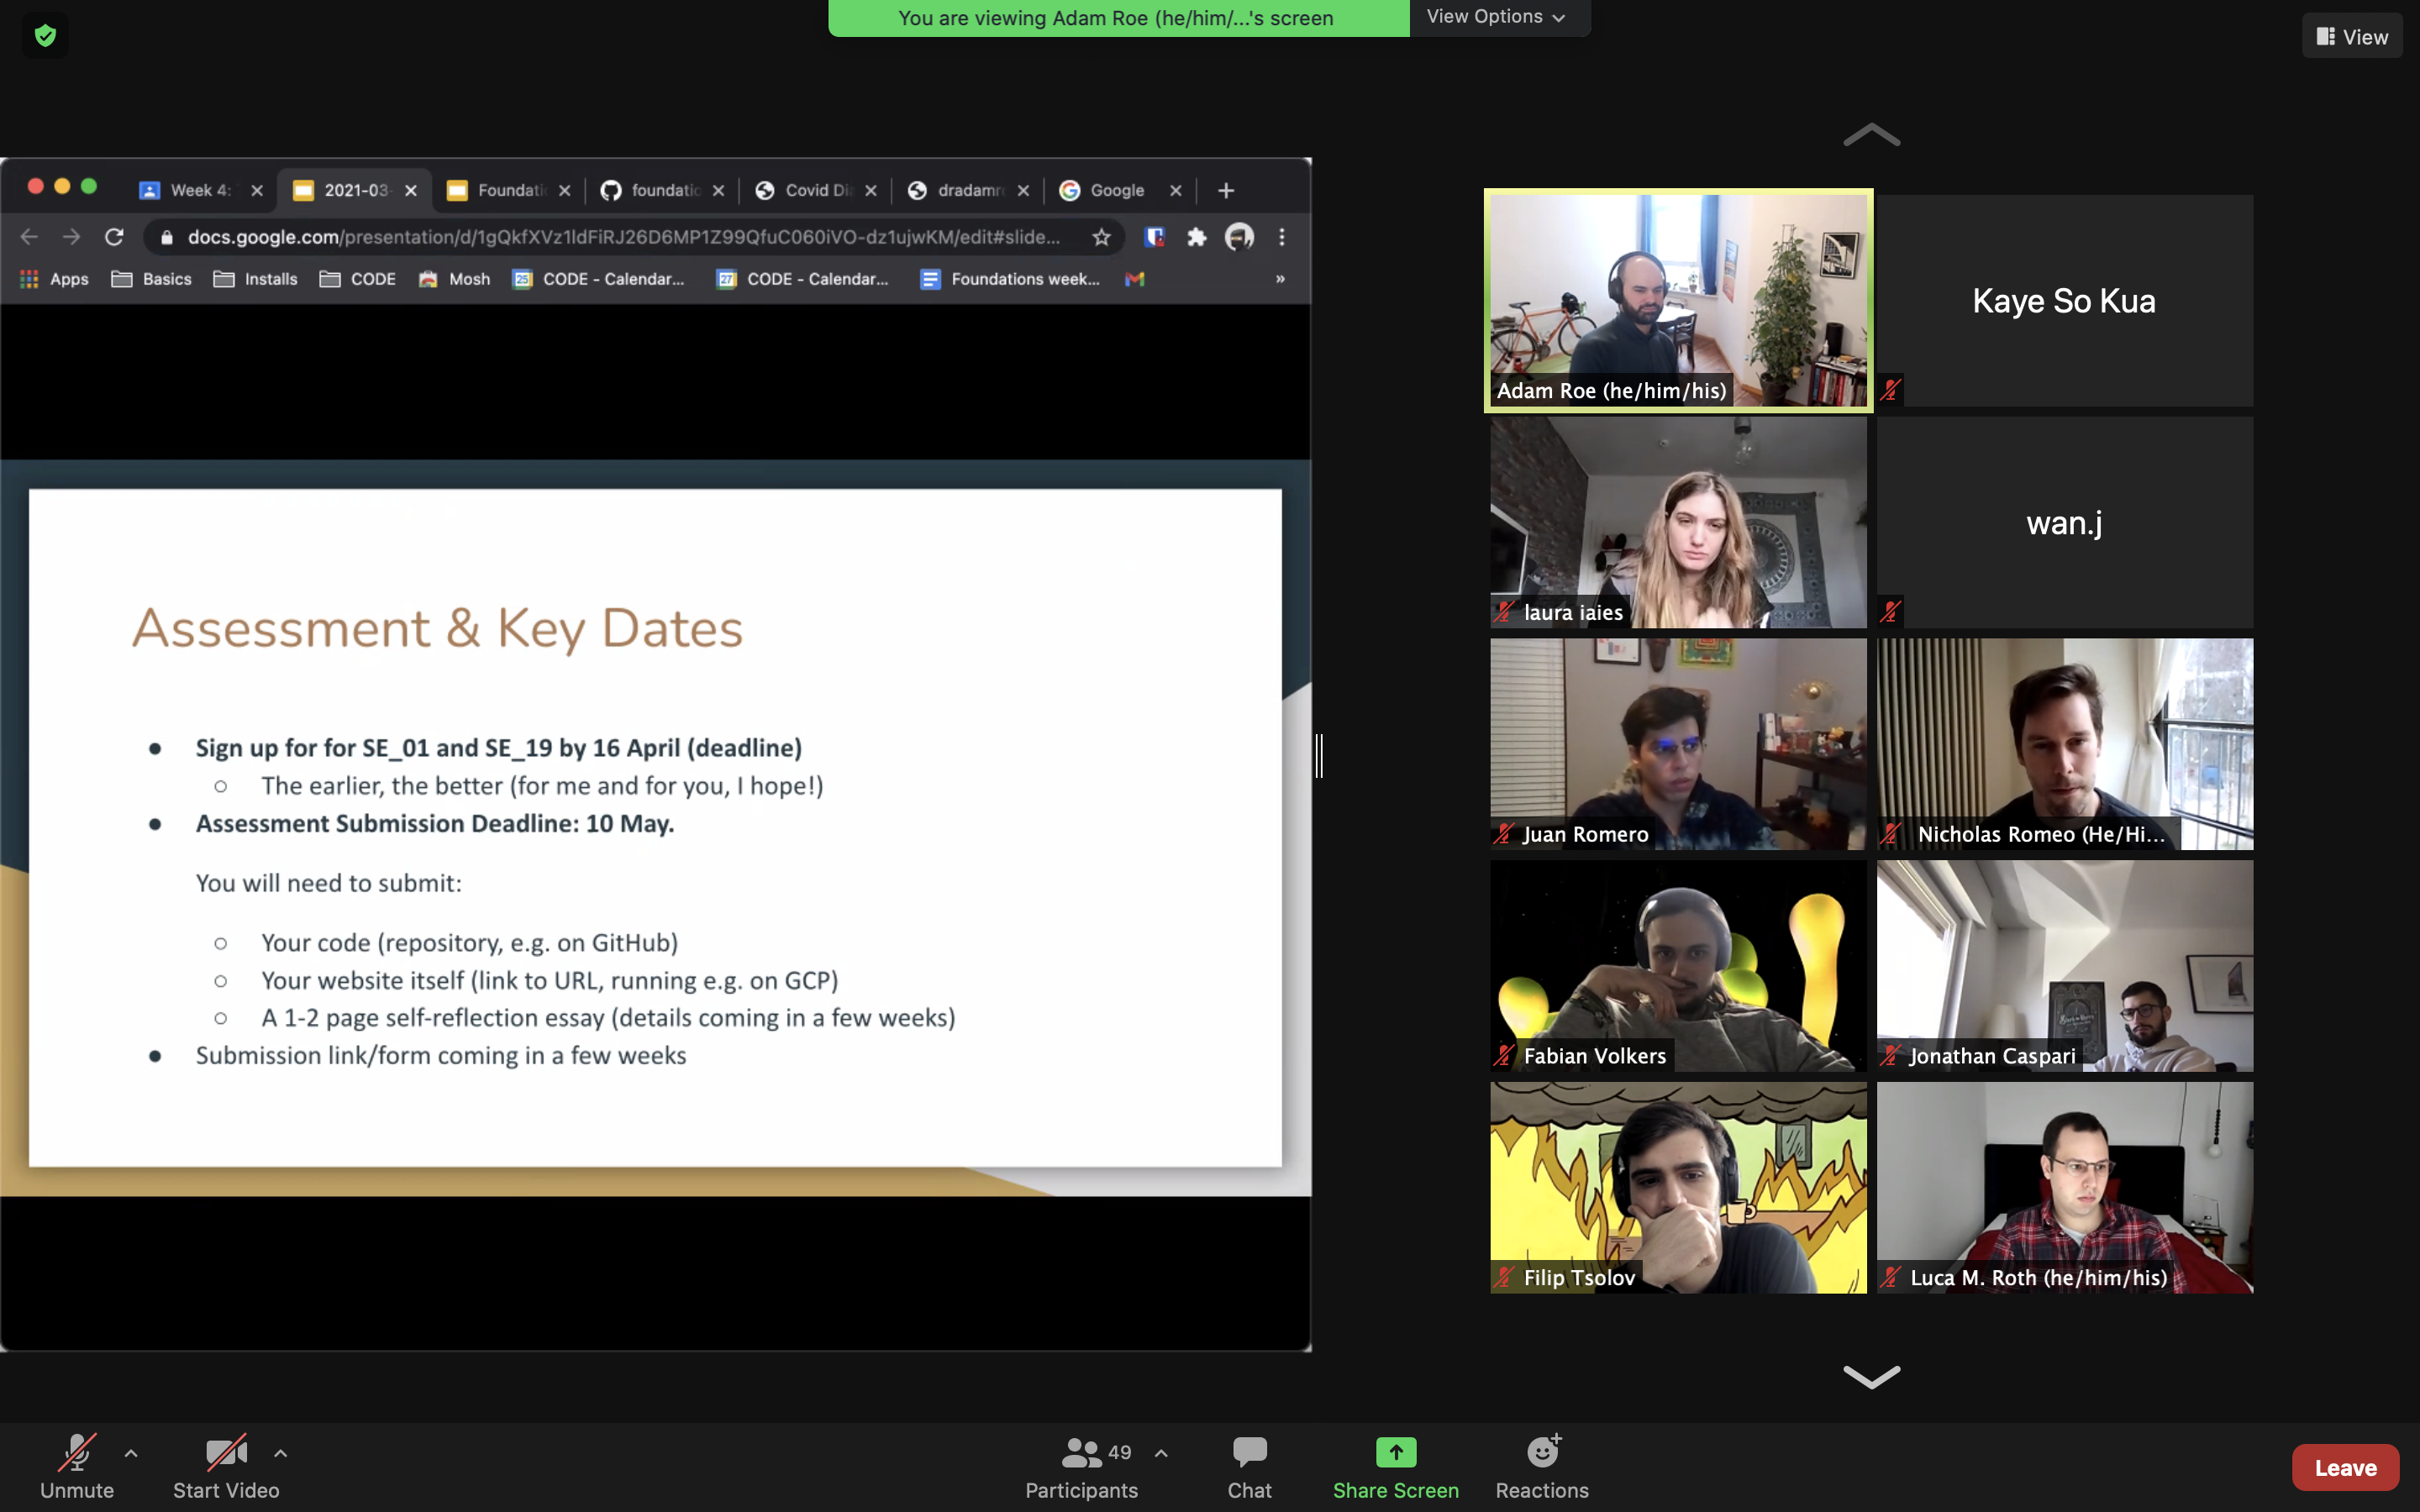 You are viewing Adam Roe (he/him/...'s screen
View Options
View
Week 4:
2021-03-
Foundati
foundatio
Covid Di
dradamr
Google
docs.google.com/presentation/d/1gQkfXVz1ldFiRJ26D6MP1Z99QfuC060iVO-dz1ujwKM/edit#slide...
Apps
Basics
Installs
CODE
Mosh
CODE - Calendar...
CODE - Calendar...
Foundations week...
»
Assessment & Key Dates
● Sign up for for SE_01 and SE_19 by 16 April (deadline)
○ The earlier, the better (for me and for you, I hope!)
● Assessment Submission Deadline: 10 May.
You will need to submit:
○ Your code (repository, e.g. on GitHub)
○ Your website itself (link to URL, running e.g. on GCP)
○ A 1-2 page self-reflection essay (details coming in a few weeks)
● Submission link/form coming in a few weeks
Adam Roe (he/him/his)
Kaye So Kua
laura iaies
wan.j
Juan Romero
Nicholas Romeo (He/Hi...
Fabian Volkers
Jonathan Caspari
Filip Tsolov
Luca M. Roth (he/him/his)
Unmute
Start Video
49
Participants
Chat
Share Screen
Reactions
Leave